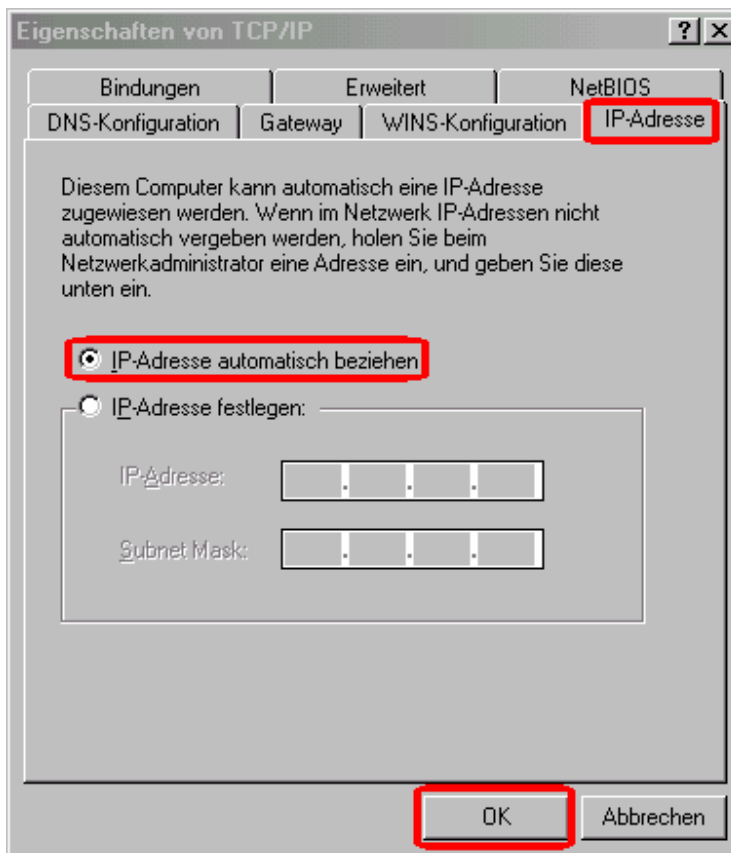 Eigenschaften von TCP/IP
Bindungen Erweitert NetBIOS
DNS-Konfiguration Gateway WINS-Konfiguration IP-Adresse
Diesem Computer kann automatisch eine IP-Adresse
zugewiesen werden. Wenn im Netzwerk IP-Adressen nicht
automatisch vergeben werden, holen Sie beim
Netzwerkadministrator eine Adresse ein, und geben Sie diese
unten ein.
IP-Adresse automatisch beziehen
IP-Adresse festlegen:
IP-Adresse:
Subnet Mask:
OK Abbrechen